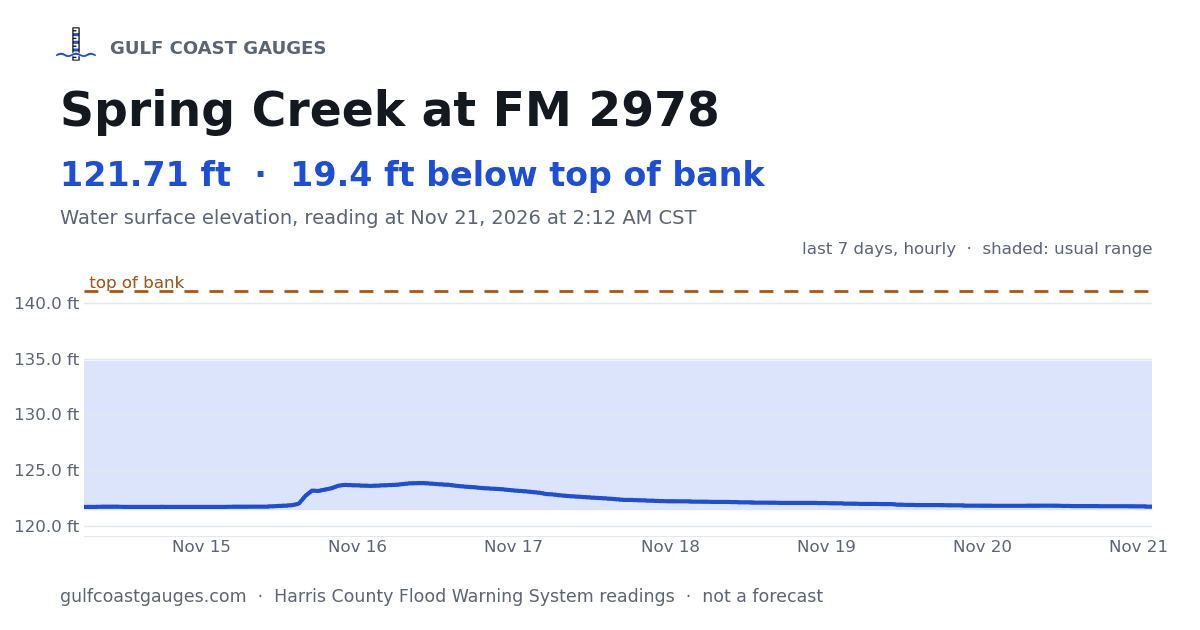 GULF COAST GAUGES
Spring Creek at FM 2978
121.71 ft · 19.4 ft below top of bank
Water surface elevation, reading at Nov 21, 2026 at 2:12 AM CST
last 7 days, hourly · shaded: usual range
top of bank
140.0 ft
135.0 ft
130.0 ft
125.0 ft
120.0 ft
Nov 15 Nov 16 Nov 17 Nov 18 Nov 19 Nov 20 Nov 21
gulfcoastgauges.com · Harris County Flood Warning System readings · not a forecast